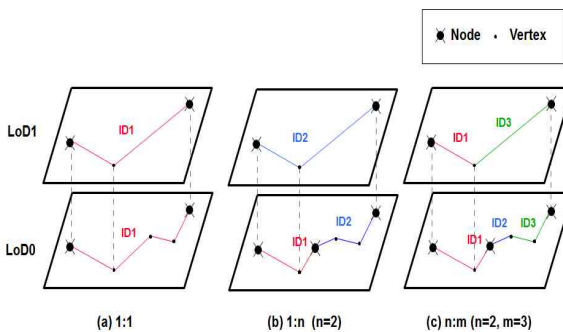 Node Vertex
LoD1
ID1
ID2
ID1 ID3
LoD0
ID1
ID1 ID2
ID1 ID2 ID3
(a) 1:1 (b) 1:n (n=2) (c) n:m (n=2, m=3)